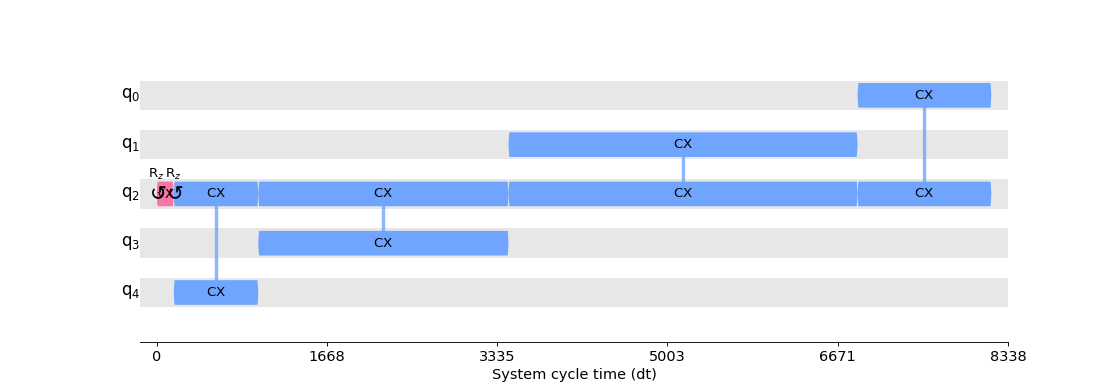 q0 CX
q1 CX
Rz Rz
q2 CX CX CX CX
q3 CX
q4 CX
0 1668 3335 5003 6671 8338
System cycle time (dt)